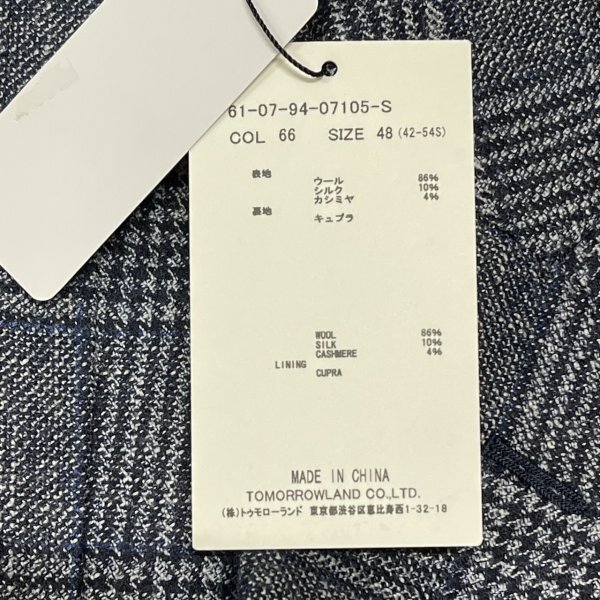 61-07-94-07105-S
COL 66 SIZE 48 (42-54S)
表地 ウール 86%
シルク 10%
カシミヤ 4%
裏地 キュプラ
WOOL 86%
SILK 10%
CASHMERE 4%
LINING
CUPRA
MADE IN CHINA
TOMORROWLAND CO.,LTD.
(株)トゥモローランド 東京都渋谷区恵比寿西1-32-18